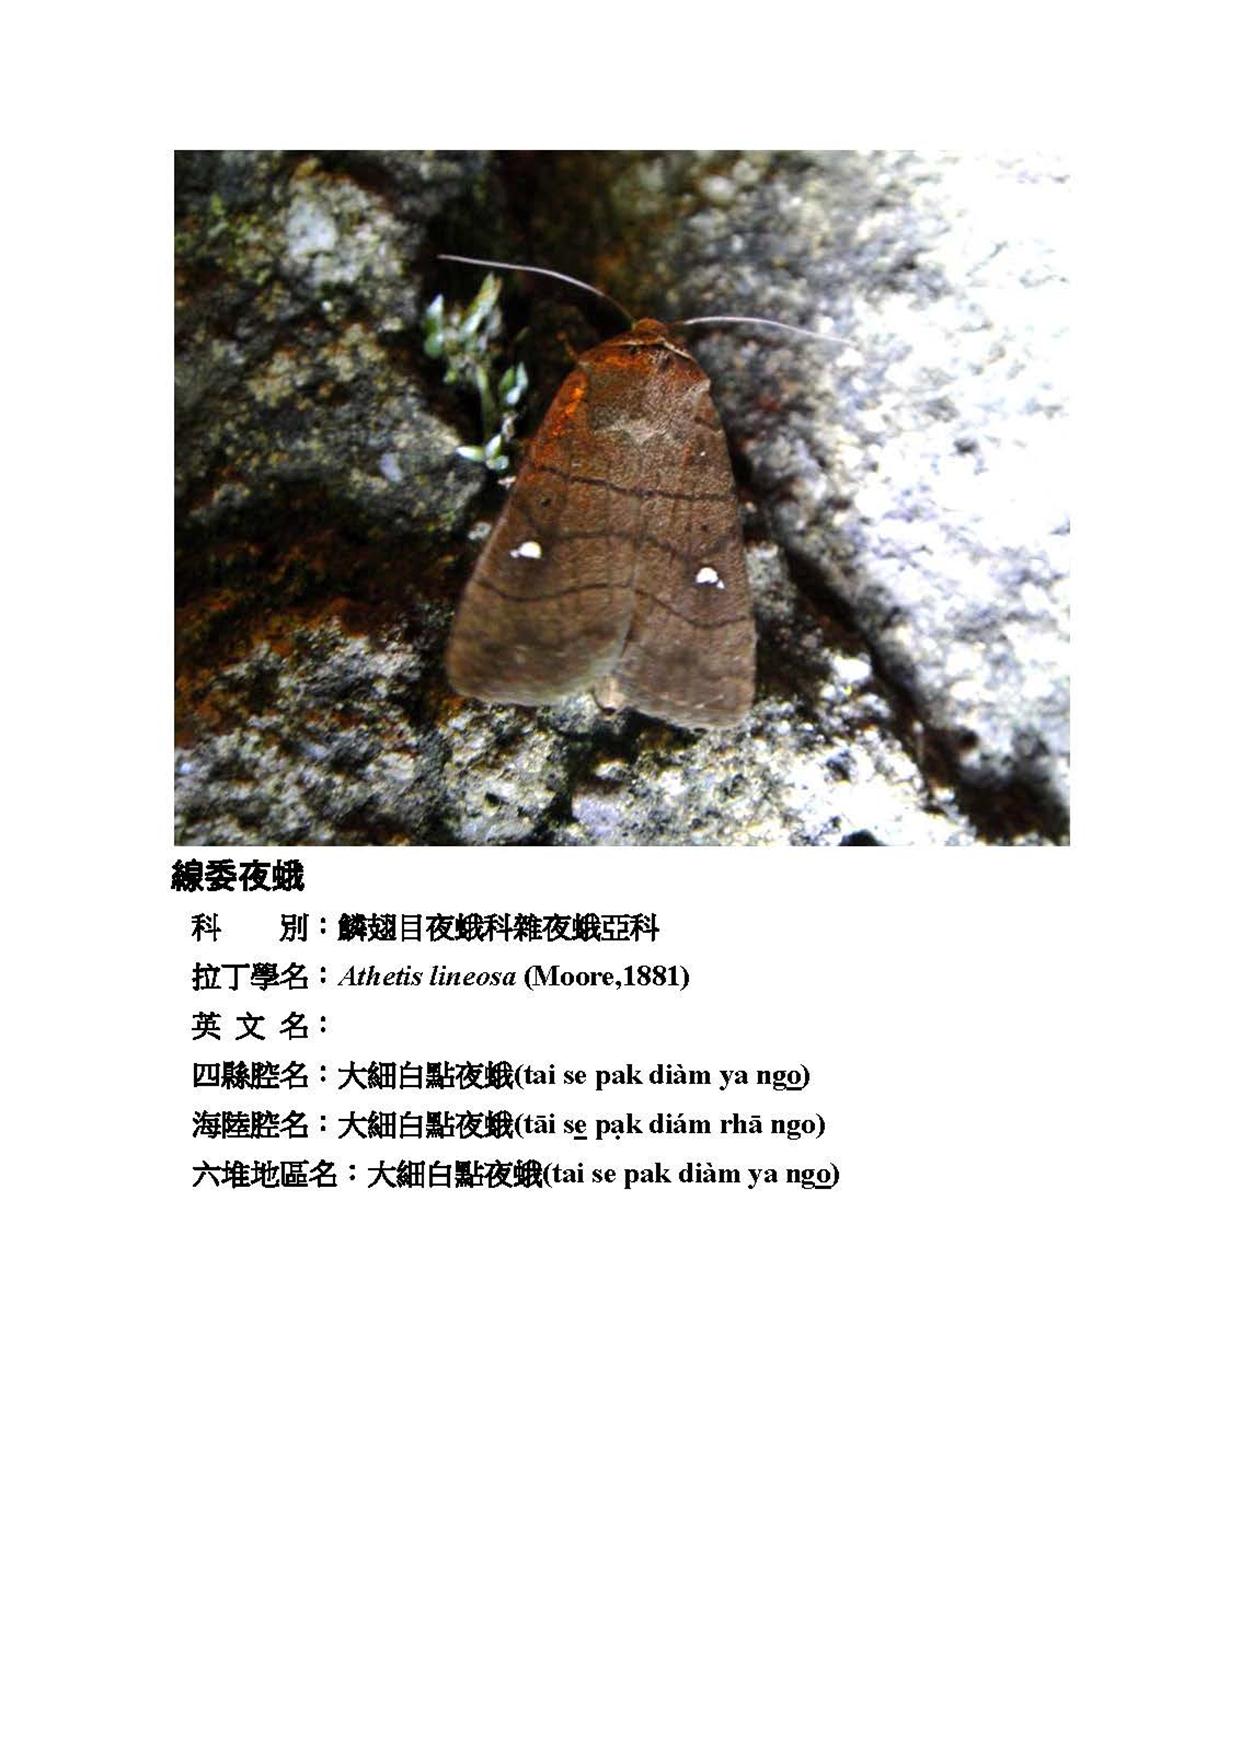 線委夜蛾
科　　別：鱗翅目夜蛾科雜夜蛾亞科
拉丁學名：Athetis lineosa (Moore,1881)
英 文 名：
四縣腔名：大細白點夜蛾(tai se pak diàm ya ngo̲)
海陸腔名：大細白點夜蛾(tāi se̲ pạk diám rhā ngo)
六堆地區名：大細白點夜蛾(tai se pak diàm ya ngo̲)